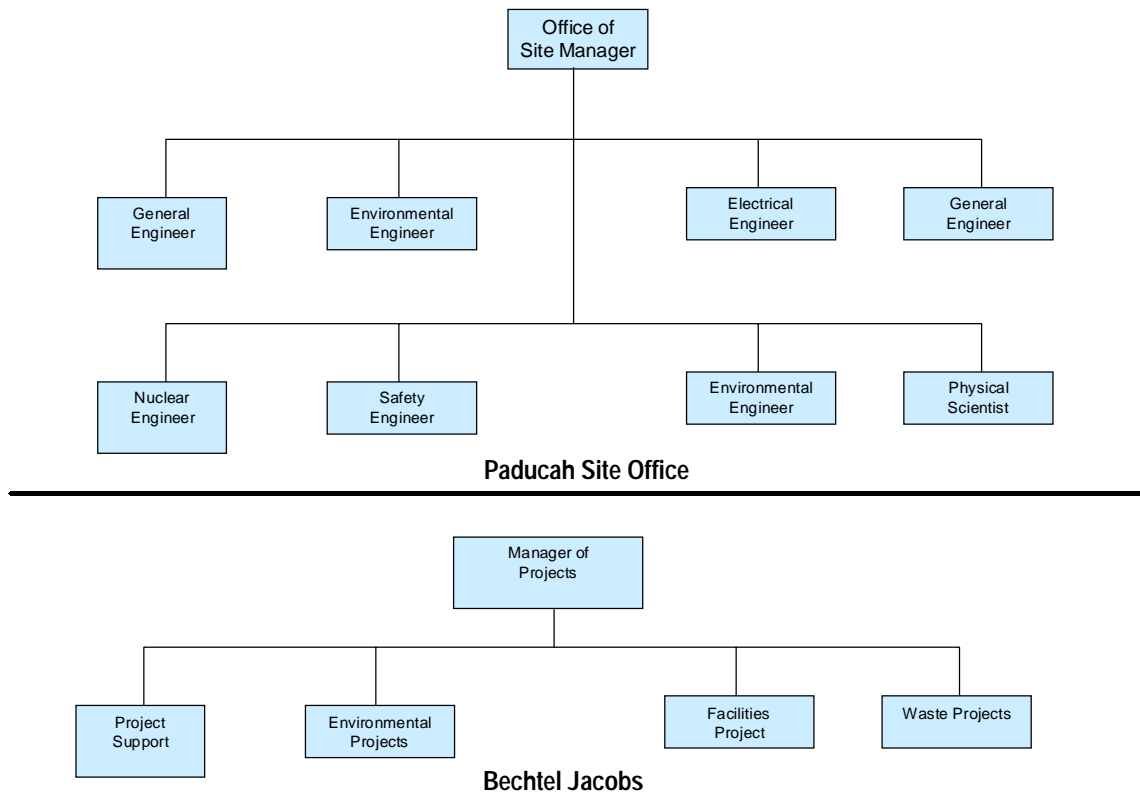 Office of
Site Manager
General
Engineer
Environmental
Engineer
Electrical
Engineer
General
Engineer
Nuclear
Engineer
Safety
Engineer
Environmental
Engineer
Physical
Scientist
Paducah Site Office
Manager of
Projects
Project
Support
Environmental
Projects
Facilities
Project
Waste Projects
Bechtel Jacobs